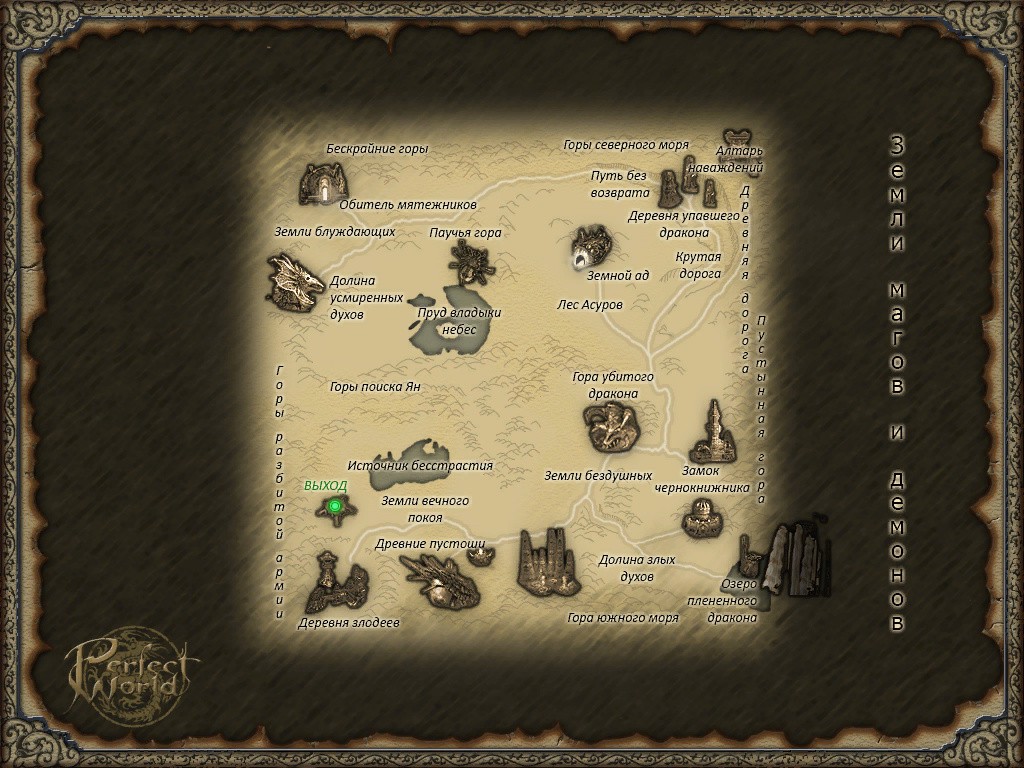 Бескрайние горы
Горы северного моря
Алтарь
наваждений
Путь без
возврата
Обитель мятежников
Деревня упавшего
дракона
Земли блуждающих
Паучья гора
Крутая
дорога
Древняя дорога
Земной ад
Долина
усмиренных
духов
Лес Асуров
Пруд владыки
небес
Пустынная гора
Горы разбитой армии
Горы поиска Ян
Гора убитого
дракона
Источник бесстрастия
Земли бездушных
Замок
чернокнижника
ВЫХОД
Земли вечного
покоя
Древние пустоши
Долина злых
духов
Озеро
плененного
дракона
Деревня злодеев
Гора южного моря
Земли магов и демонов
Perfect
World